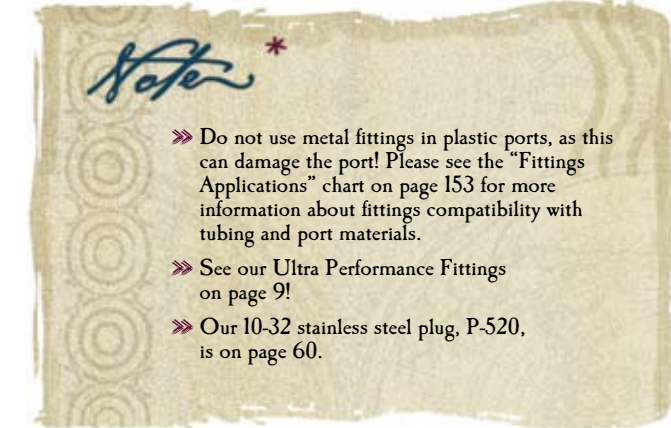 Notes *
» Do not use metal fittings in plastic ports, as this
can damage the port! Please see the “Fittings
Applications” chart on page 153 for more
information about fittings compatibility with
tubing and port materials.
» See our Ultra Performance Fittings
on page 9!
» Our 10-32 stainless steel plug, P-520,
is on page 60.